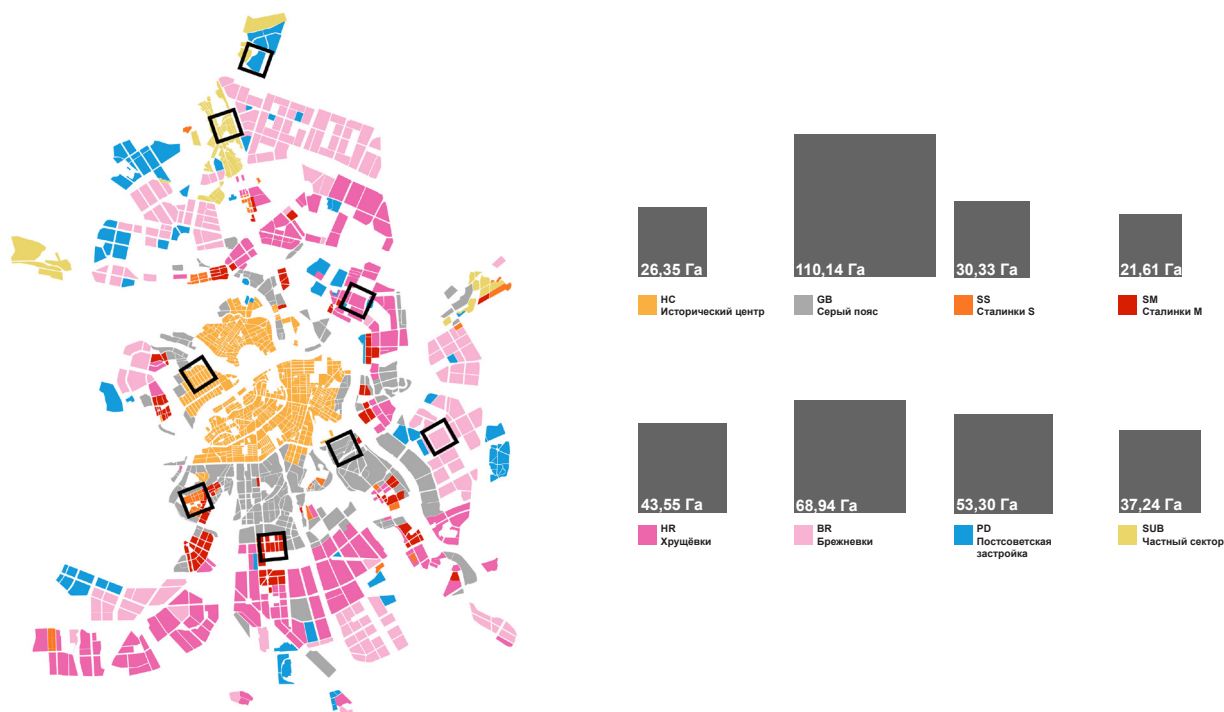 26,35 Га
110,14 Га
30,33 Га
21,61 Га
HC
Исторический центр
GB
Серый пояс
SS
Сталинки S
SM
Сталинки M
43,55 Га
68,94 Га
53,30 Га
37,24 Га
HR
Хрущёвки
BR
Брежневки
PD
Постсоветская
застройка
SUB
Частный сектор